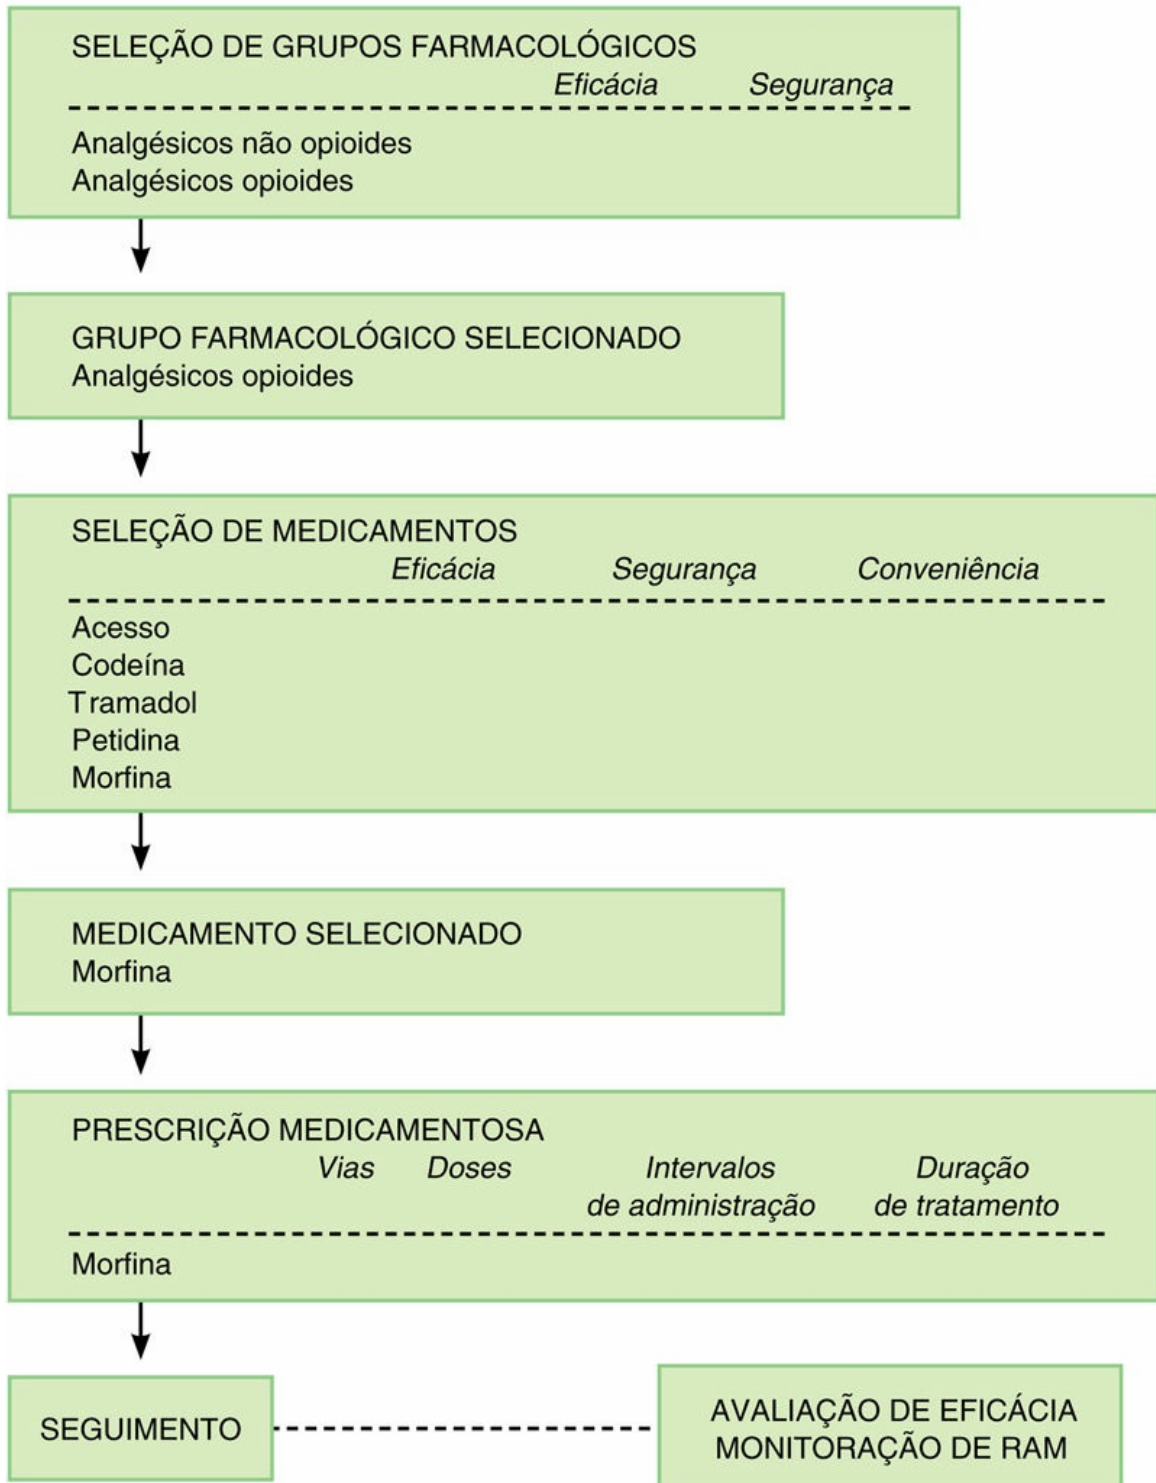 SELEÇÃO DE GRUPOS FARMACOLÓGICOS
Eficácia Segurança
Analgésicos não opioides
Analgésicos opioides
GRUPO FARMACOLÓGICO SELECIONADO
Analgésicos opioides
SELEÇÃO DE MEDICAMENTOS
Eficácia Segurança Conveniência
Acesso
Codeína
Tramadol
Petidina
Morfina
MEDICAMENTO SELECIONADO
Morfina
PRESCRIÇÃO MEDICAMENTOSA
Vias Doses Intervalos Duração
de administração de tratamento
Morfina
SEGUIMENTO
AVALIAÇÃO DE EFICÁCIA
MONITORAÇÃO DE RAM